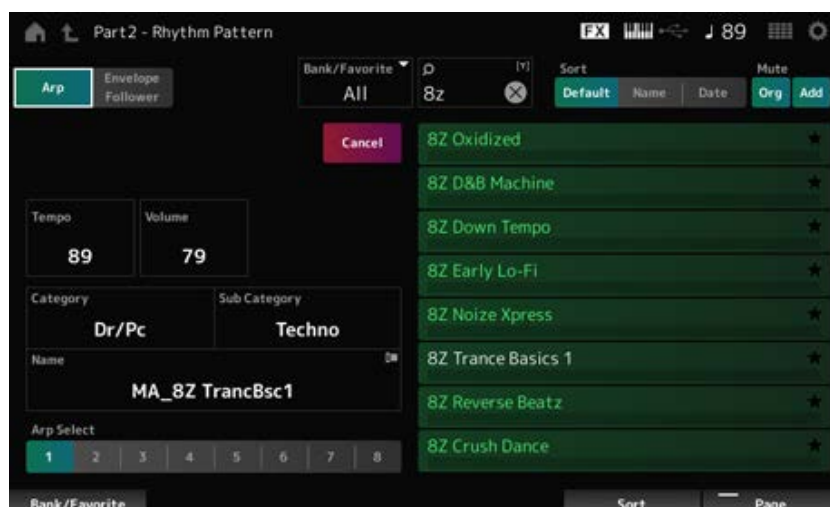 Part2 - Rhythm Pattern
FX
♩ 89
Arp
Envelope Follower
Bank/Favorite
All
[Y]
8z
Sort
Default Name Date
Mute
Org Add
Cancel
8Z Oxidized
8Z D&B Machine
8Z Down Tempo
8Z Early Lo-Fi
8Z Noize Xpress
8Z Trance Basics 1
8Z Reverse Beatz
8Z Crush Dance
Tempo
89
Volume
79
Category
Dr/Pc
Sub Category
Techno
Name
MA_8Z TrancBsc1
Arp Select
1 2 3 4 5 6 7 8
Bank/Favorite
Sort
Page